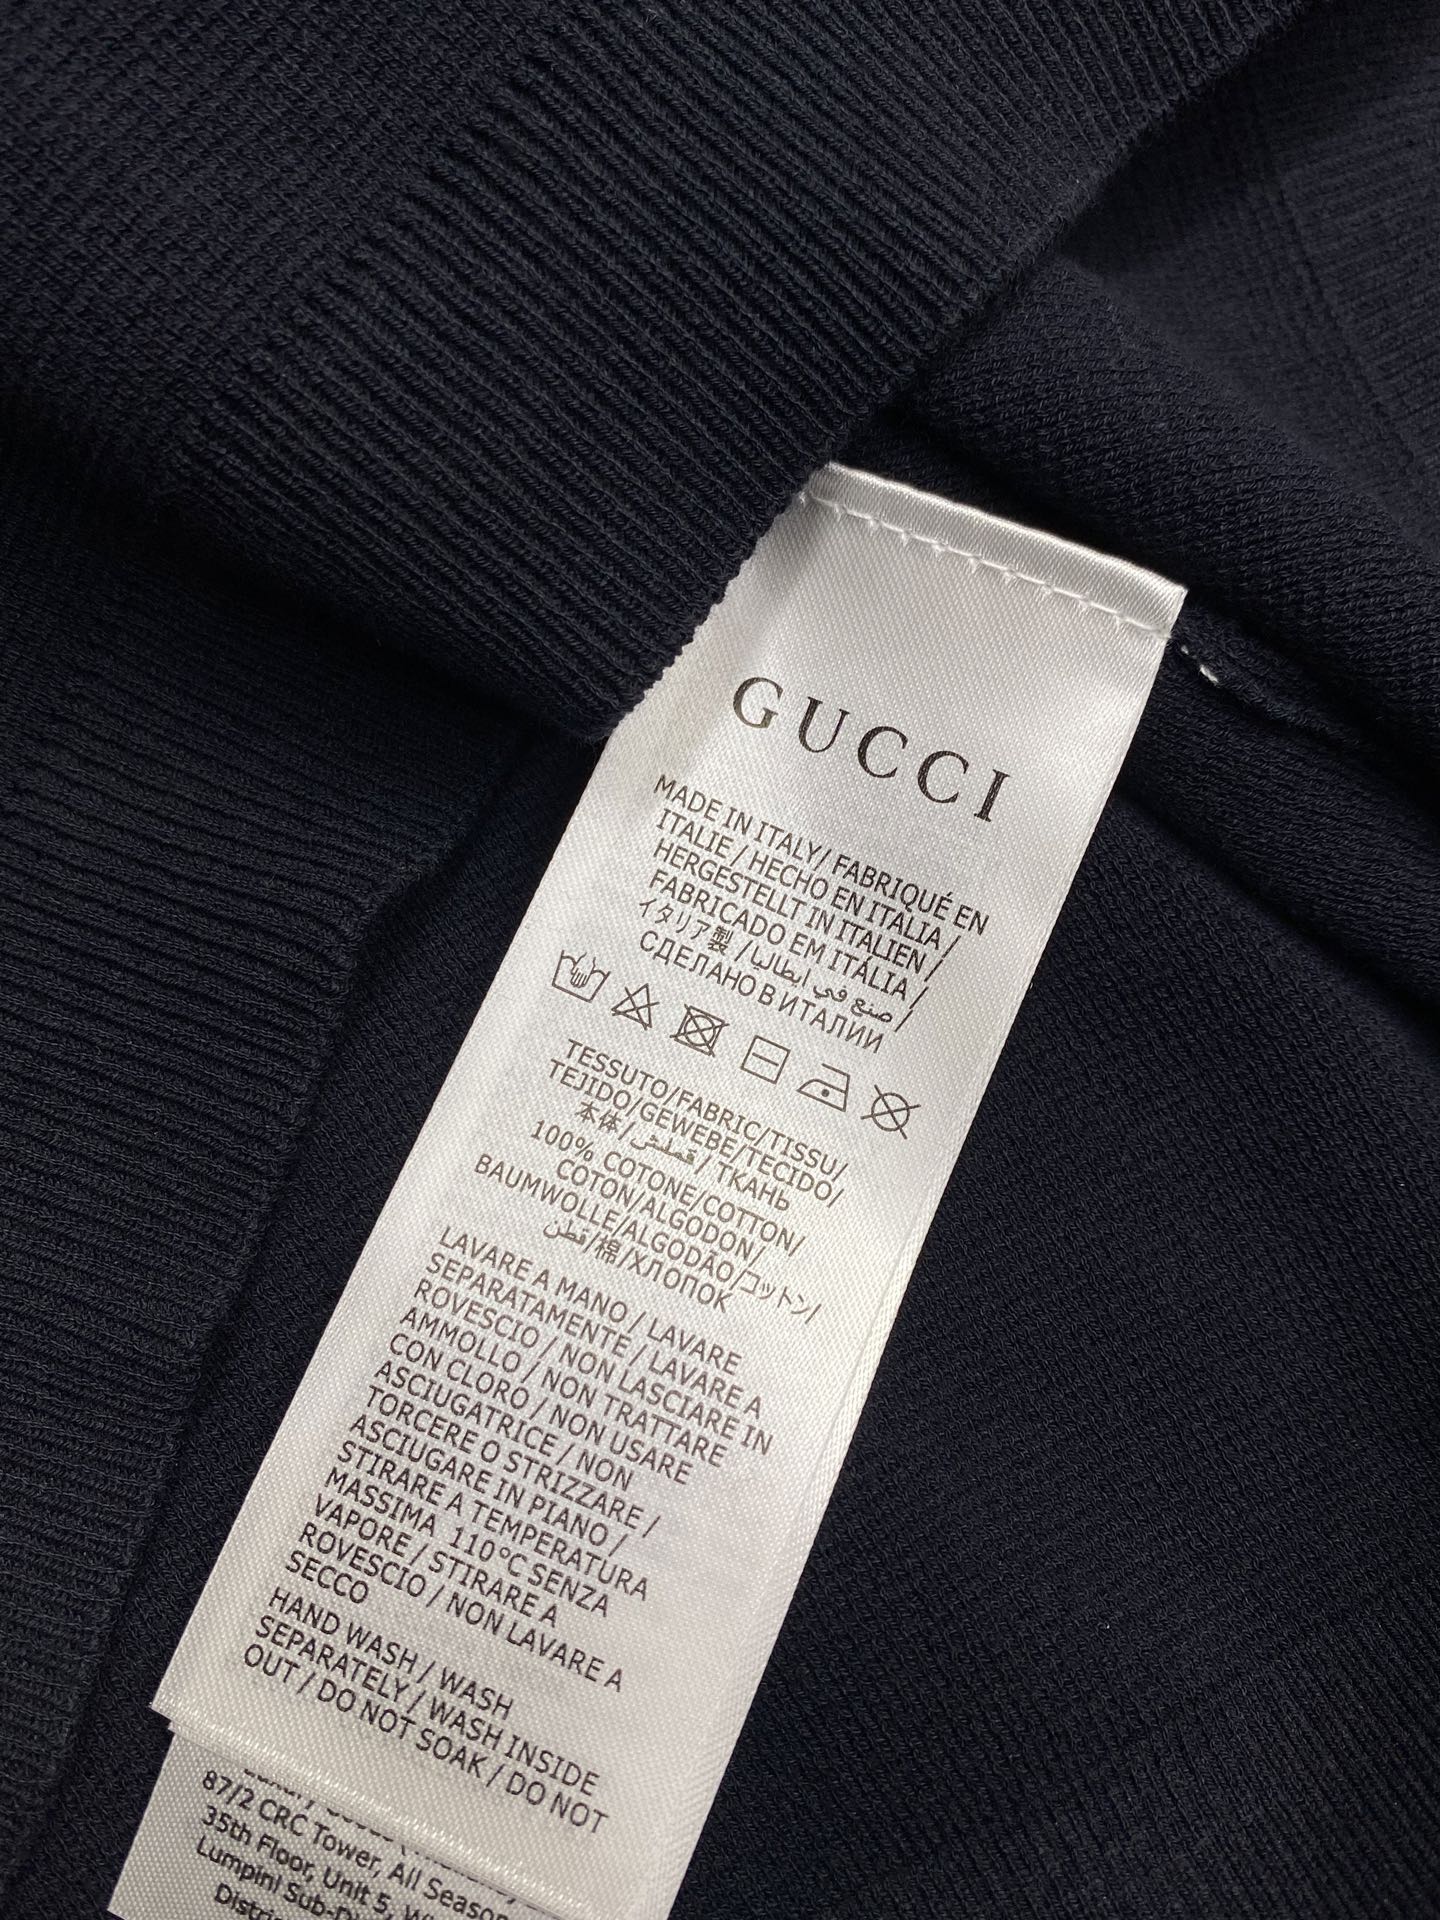 GUCCI
MADE IN ITALY/ FABRIQUÉ EN
ITALIE / HECHO EN ITALIA /
HERGESTELLT IN ITALIEN /
FABRICADO EM ITÁLIA /
イタリア製 / صنع في ايطاليا /
СДЕЛАНО В ИТАЛИИ
TESSUTO/FABRIC/TISSU/
TEJIDO/GEWEBE/TECIDO/
本体/قماش/ТКАНЬ
100% COTONE/COTTON/
COTON/ALGODON/
BAUMWOLLE/ALGODÃO/コットン/
قطن/棉/ХЛОПОК
LAVARE A MANO / LAVARE
SEPARATAMENTE / LAVARE A
ROVESCIO / NON LASCIARE IN
AMMOLLO / NON TRATTARE
CON CLORO / NON USARE
ASCIUGATRICE / NON
TORCERE O STRIZZARE /
ASCIUGARE IN PIANO /
STIRARE A TEMPERATURA
MASSIMA 110°C SENZA
VAPORE / STIRARE A
ROVESCIO / NON LAVARE A
SECCO
HAND WASH / WASH
SEPARATELY / WASH INSIDE
OUT / DO NOT SOAK / DO NOT
87/2 CRC Tower, All Season
35th Floor, Unit 5,
Lumpini